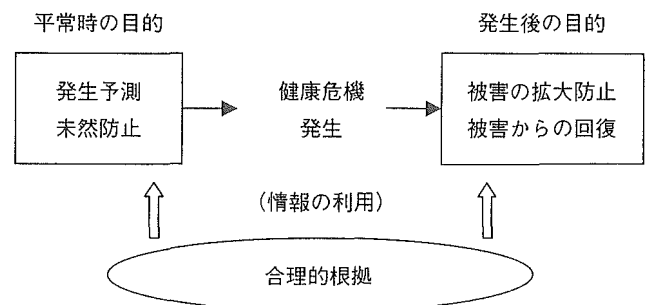 平常時の目的
発生後の目的
発生予測
未然防止
健康危機
発生
被害の拡大防止
被害からの回復
(情報の利用)
合理的根拠